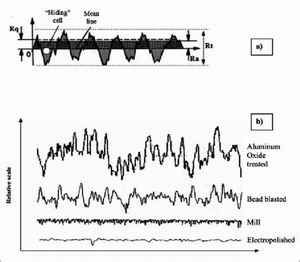 "Hiding"
cell
Mean
line
Rq
0
Rt
Ra
a)
b)
Relative scale
Aluminum
Oxide
treated
Bead blasted
Mill
Electropolished